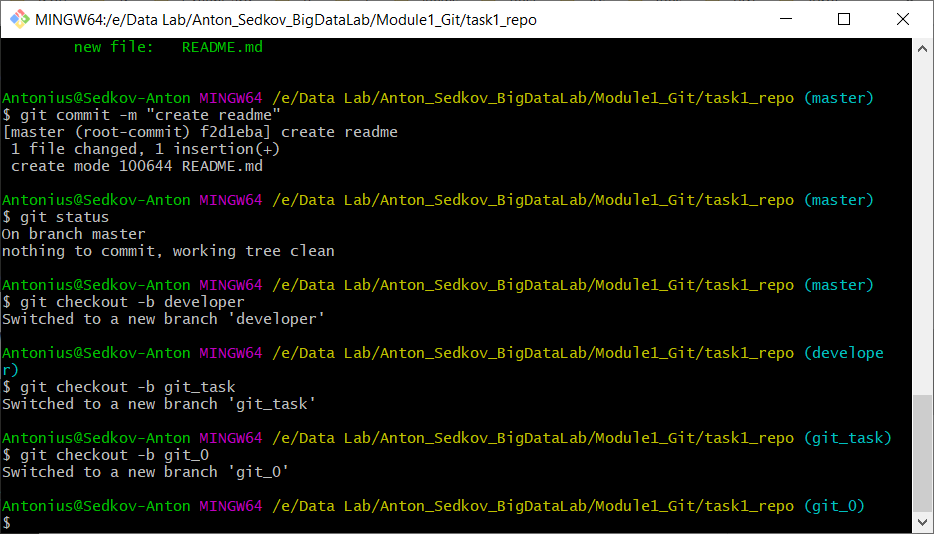 MINGW64:/e/Data Lab/Anton_Sedkov_BigDataLab/Module1_Git/task1_repo
new file:   README.md
Antonius@Sedkov-Anton MINGW64 /e/Data Lab/Anton_Sedkov_BigDataLab/Module1_Git/task1_repo (master)
$ git commit -m "create readme"
[master (root-commit) f2d1eba] create readme
 1 file changed, 1 insertion(+)
 create mode 100644 README.md
Antonius@Sedkov-Anton MINGW64 /e/Data Lab/Anton_Sedkov_BigDataLab/Module1_Git/task1_repo (master)
$ git status
On branch master
nothing to commit, working tree clean
Antonius@Sedkov-Anton MINGW64 /e/Data Lab/Anton_Sedkov_BigDataLab/Module1_Git/task1_repo (master)
$ git checkout -b developer
Switched to a new branch 'developer'
Antonius@Sedkov-Anton MINGW64 /e/Data Lab/Anton_Sedkov_BigDataLab/Module1_Git/task1_repo (develope
r)
$ git checkout -b git_task
Switched to a new branch 'git_task'
Antonius@Sedkov-Anton MINGW64 /e/Data Lab/Anton_Sedkov_BigDataLab/Module1_Git/task1_repo (git_task)
$ git checkout -b git_0
Switched to a new branch 'git_0'
Antonius@Sedkov-Anton MINGW64 /e/Data Lab/Anton_Sedkov_BigDataLab/Module1_Git/task1_repo (git_0)
$